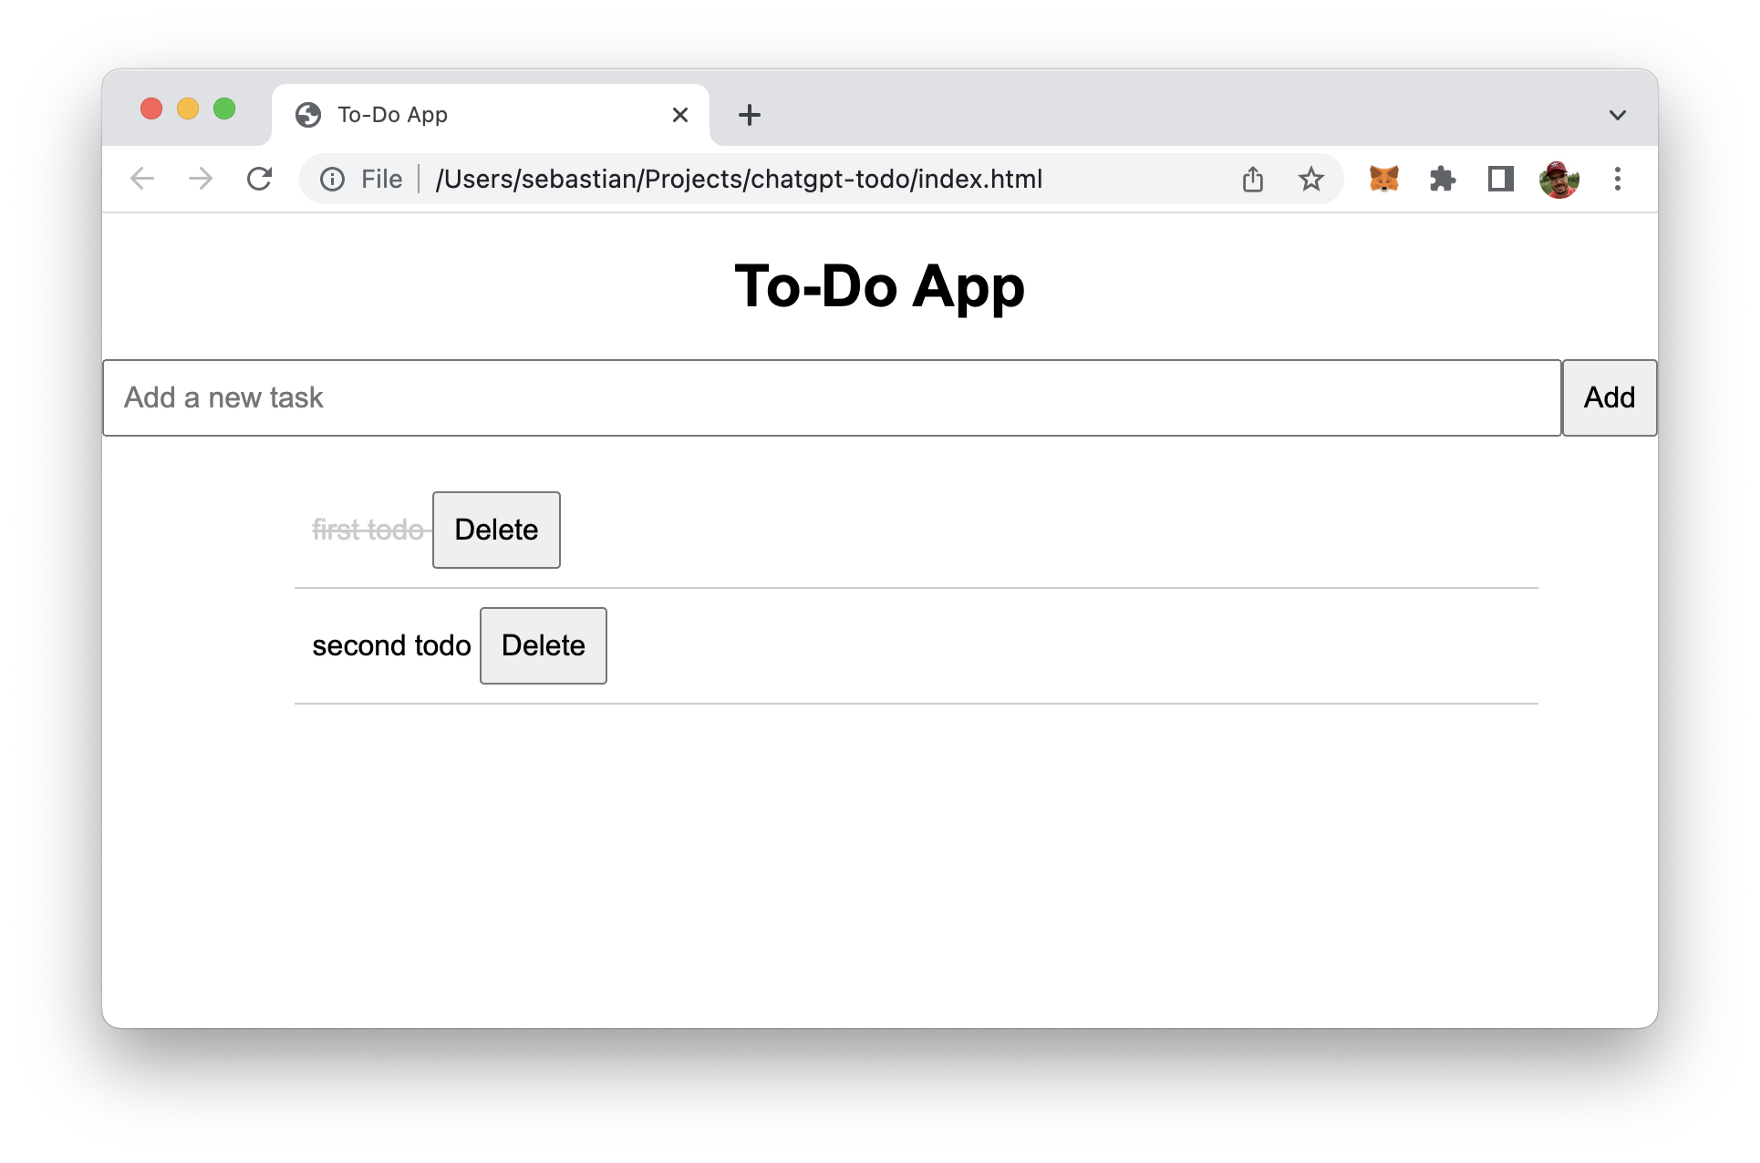 To-Do App
File /Users/sebastian/Projects/chatgpt-todo/index.html
To-Do App
Add a new task Add
first todo Delete
second todo Delete